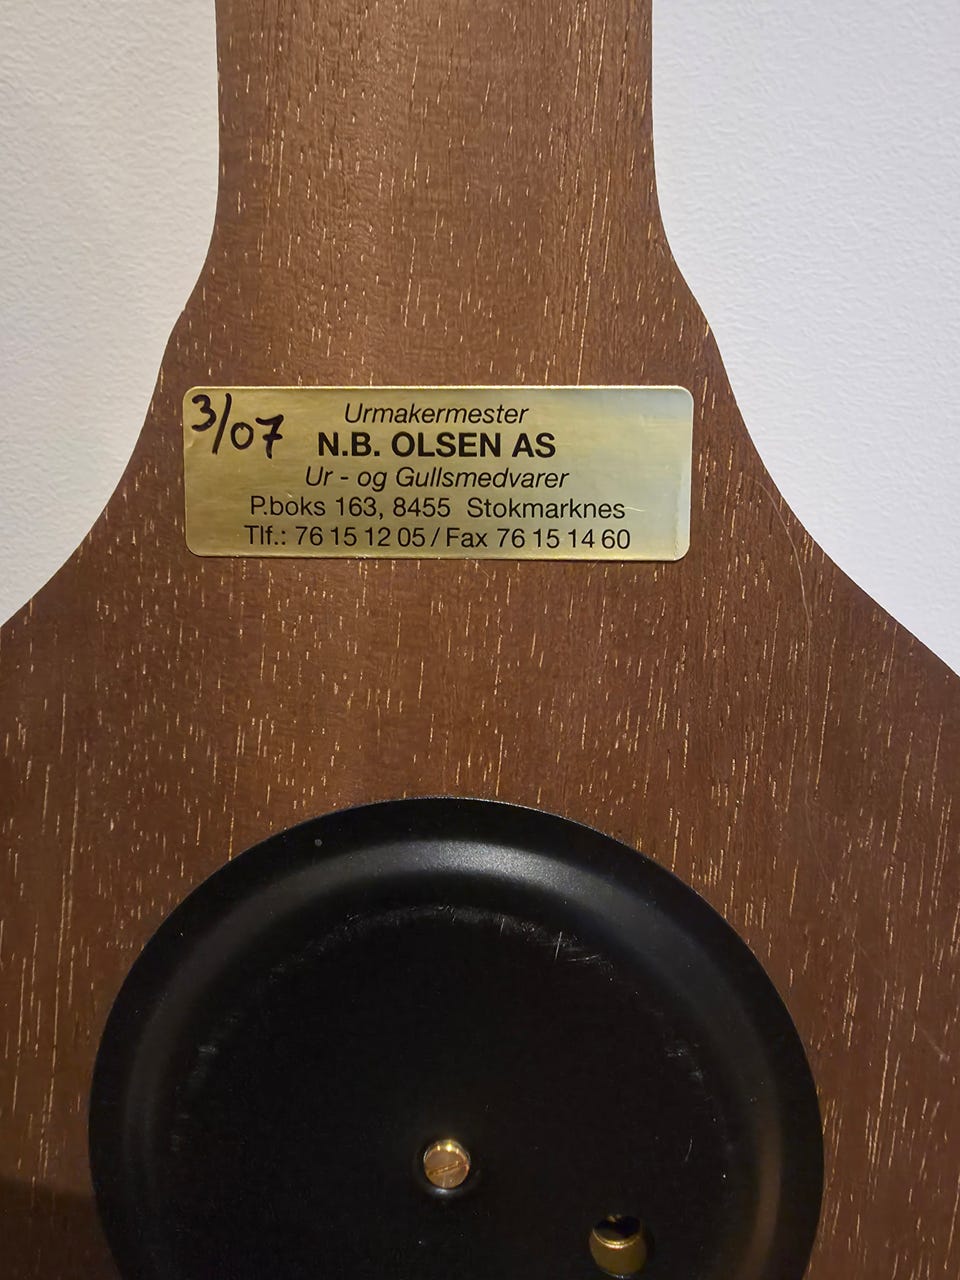 3/07
Urmakermester
N.B. OLSEN AS
Ur - og Gullsmedvarer
P.boks 163, 8455 Stokmarknes
Tlf.: 76 15 12 05 / Fax 76 15 14 60